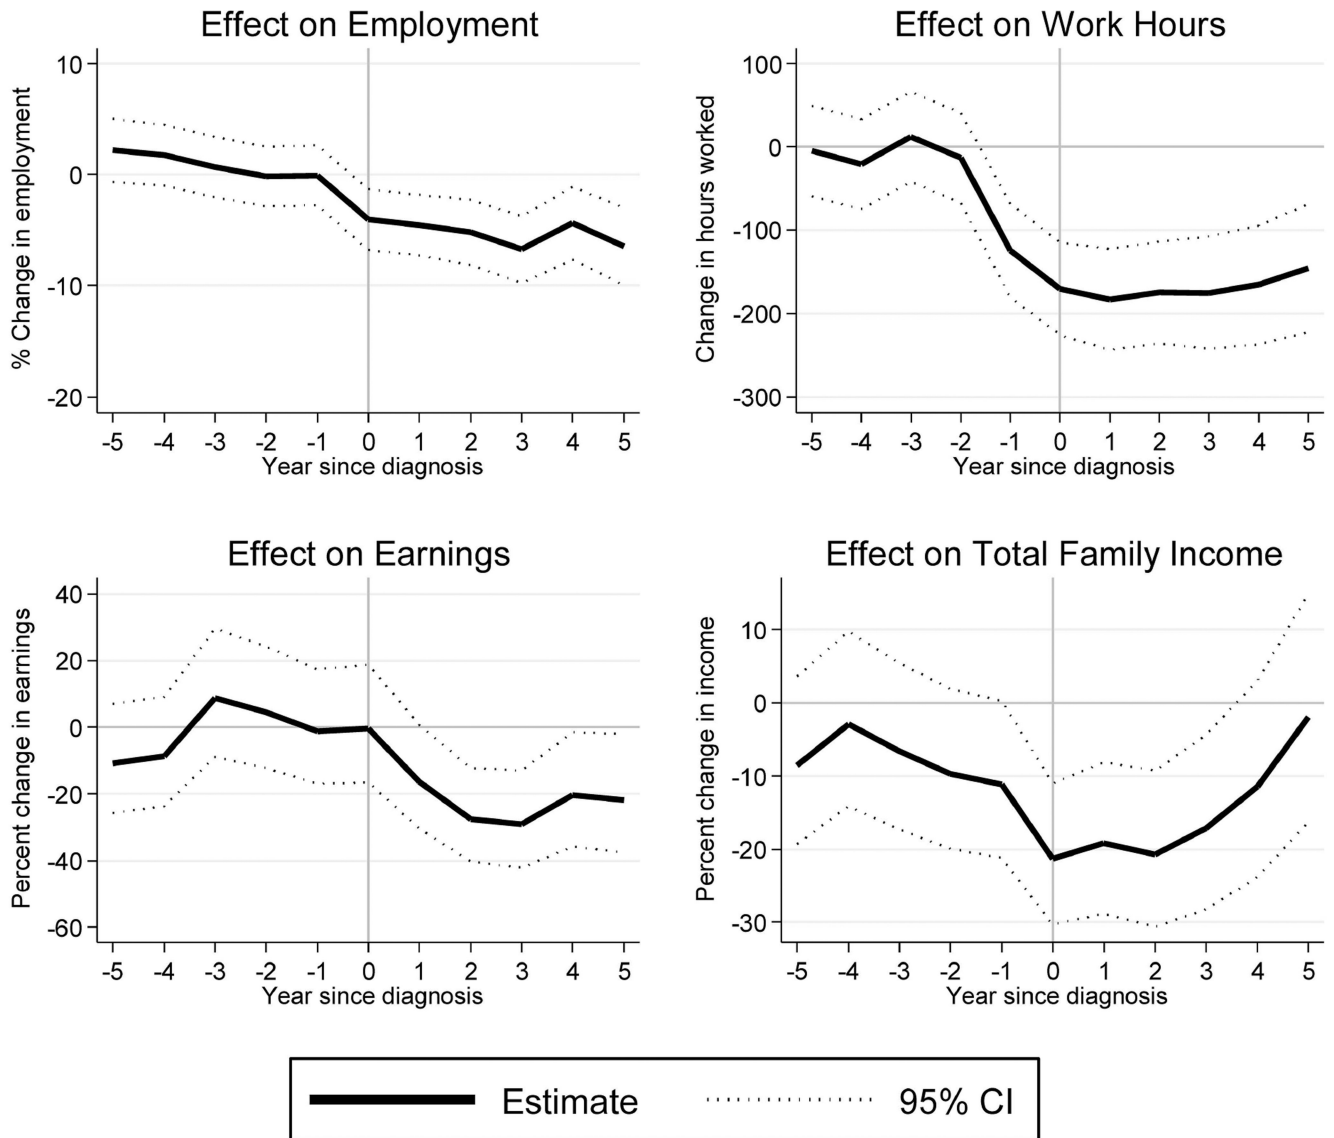 Effect on Employment
% Change in employment
10
0
-10
-20
-5 -4 -3 -2 -1 0 1 2 3 4 5
Year since diagnosis
Effect on Work Hours
Change in hours worked
100
0
-100
-200
-300
-5 -4 -3 -2 -1 0 1 2 3 4 5
Year since diagnosis
Effect on Earnings
Percent change in earnings
40
20
0
-20
-40
-60
-5 -4 -3 -2 -1 0 1 2 3 4 5
Year since diagnosis
Effect on Total Family Income
Percent change in income
10
0
-10
-20
-30
-5 -4 -3 -2 -1 0 1 2 3 4 5
Year since diagnosis
Estimate 95% CI